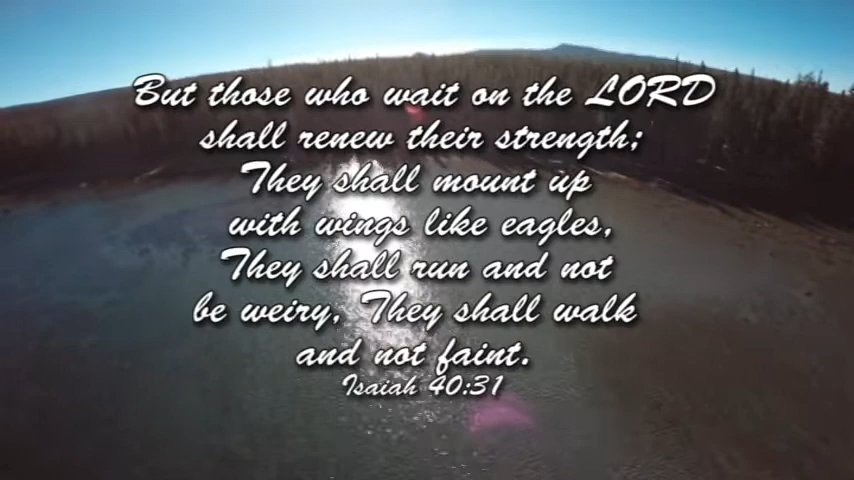 But those who wait on the LORD
shall renew their strength;
They shall mount up
with wings like eagles,
They shall run and not
be weiry, They shall walk
and not faint.
Isaiah 40:31